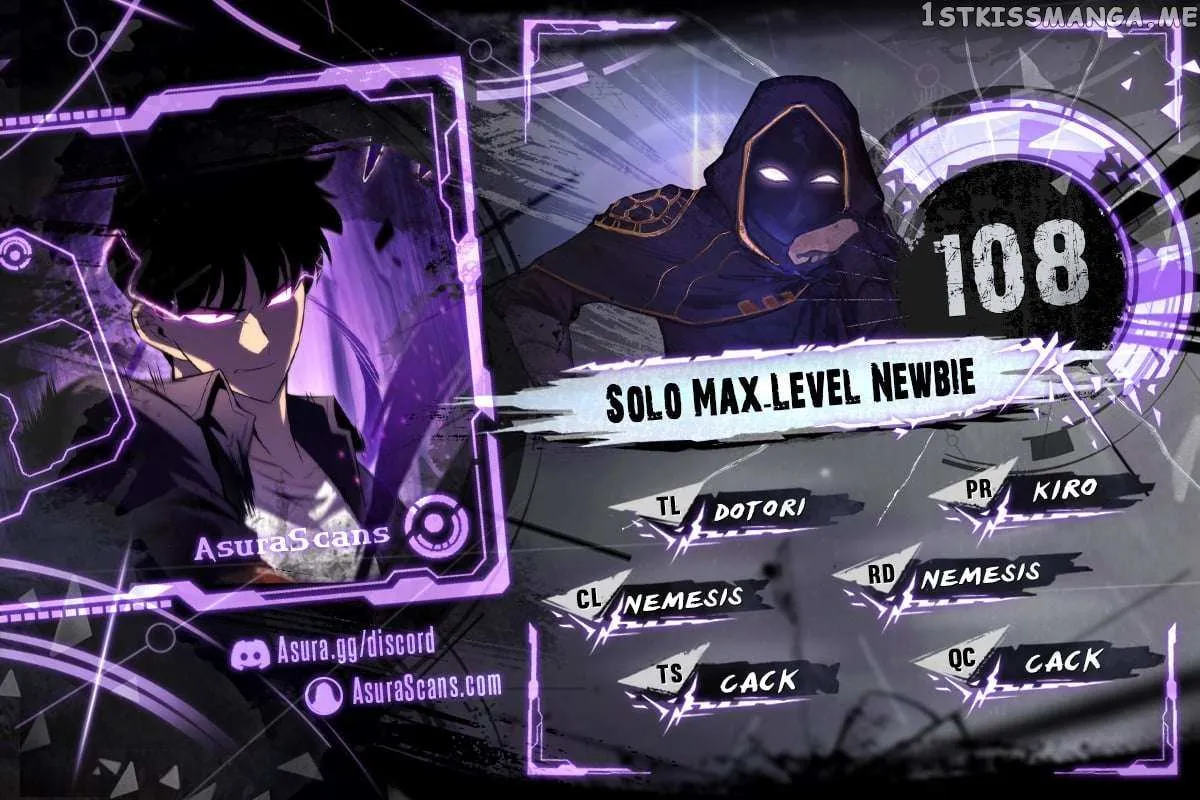 1STKISSMANGA.ME
108
SOLO MAX-LEVEL NEWBIE
TL DOTORI
PR KIRO
CL NEMESIS
RD NEMESIS
TS CACK
QC CACK
AsuraScans
Asura.gg/discord
AsuraScans.com